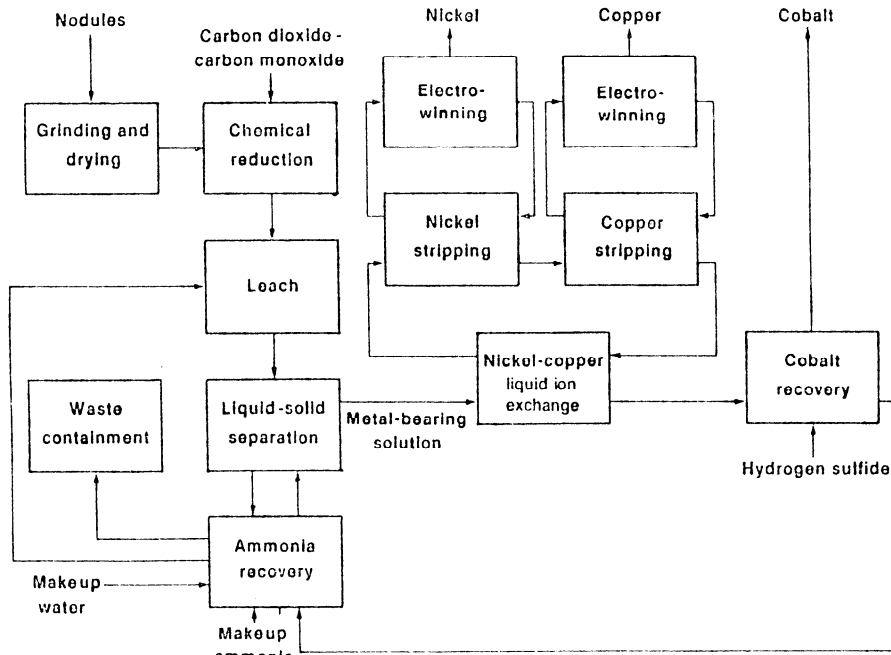 Nodules
Carbon dioxide -
carbon monoxide
Nickel
Copper
Cobalt
Grinding and
drying
Chemical
reduction
Electro-
winning
Electro-
winning
Nickel
stripping
Copper
stripping
Leach
Waste
containment
Liquid-solid
separation
Metal-bearing
solution
Nickel-copper
liquid ion
exchange
Cobalt
recovery
Hydrogen sulfide
Ammonia
recovery
Makeup
water
Makeup
ammonia